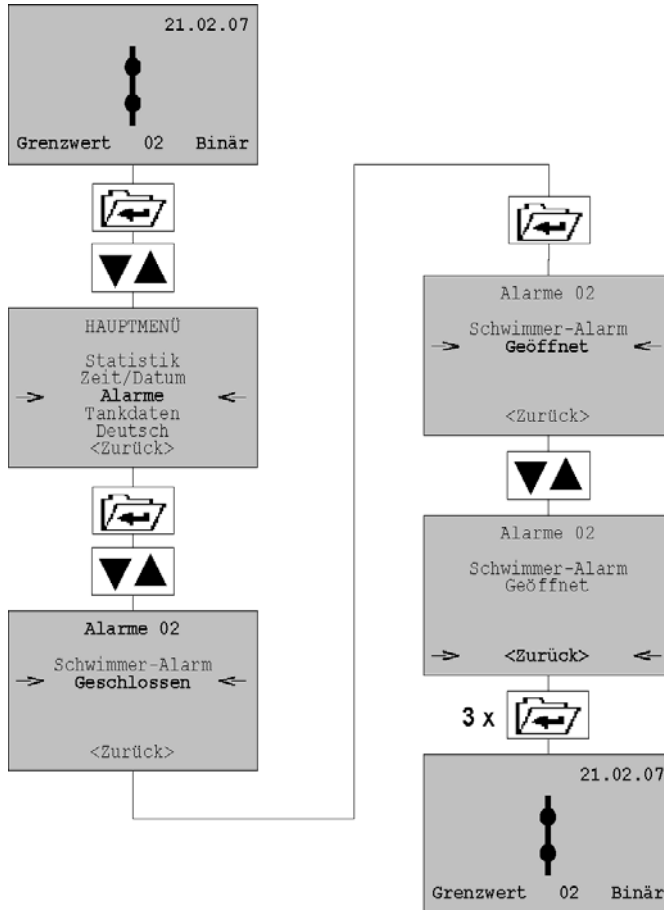 21.02.07
Grenzwert 02 Binär
HAUPTMENÜ
Statistik
Zeit/Datum
Alarme
Tankdaten
Deutsch
<Zurück>
Alarme 02
Schwimmer-Alarm
Geschlossen
<Zurück>
Alarme 02
Schwimmer-Alarm
Geöffnet
<Zurück>
Alarme 02
Schwimmer-Alarm
Geöffnet
<Zurück>
3 x
21.02.07
Grenzwert 02 Binär